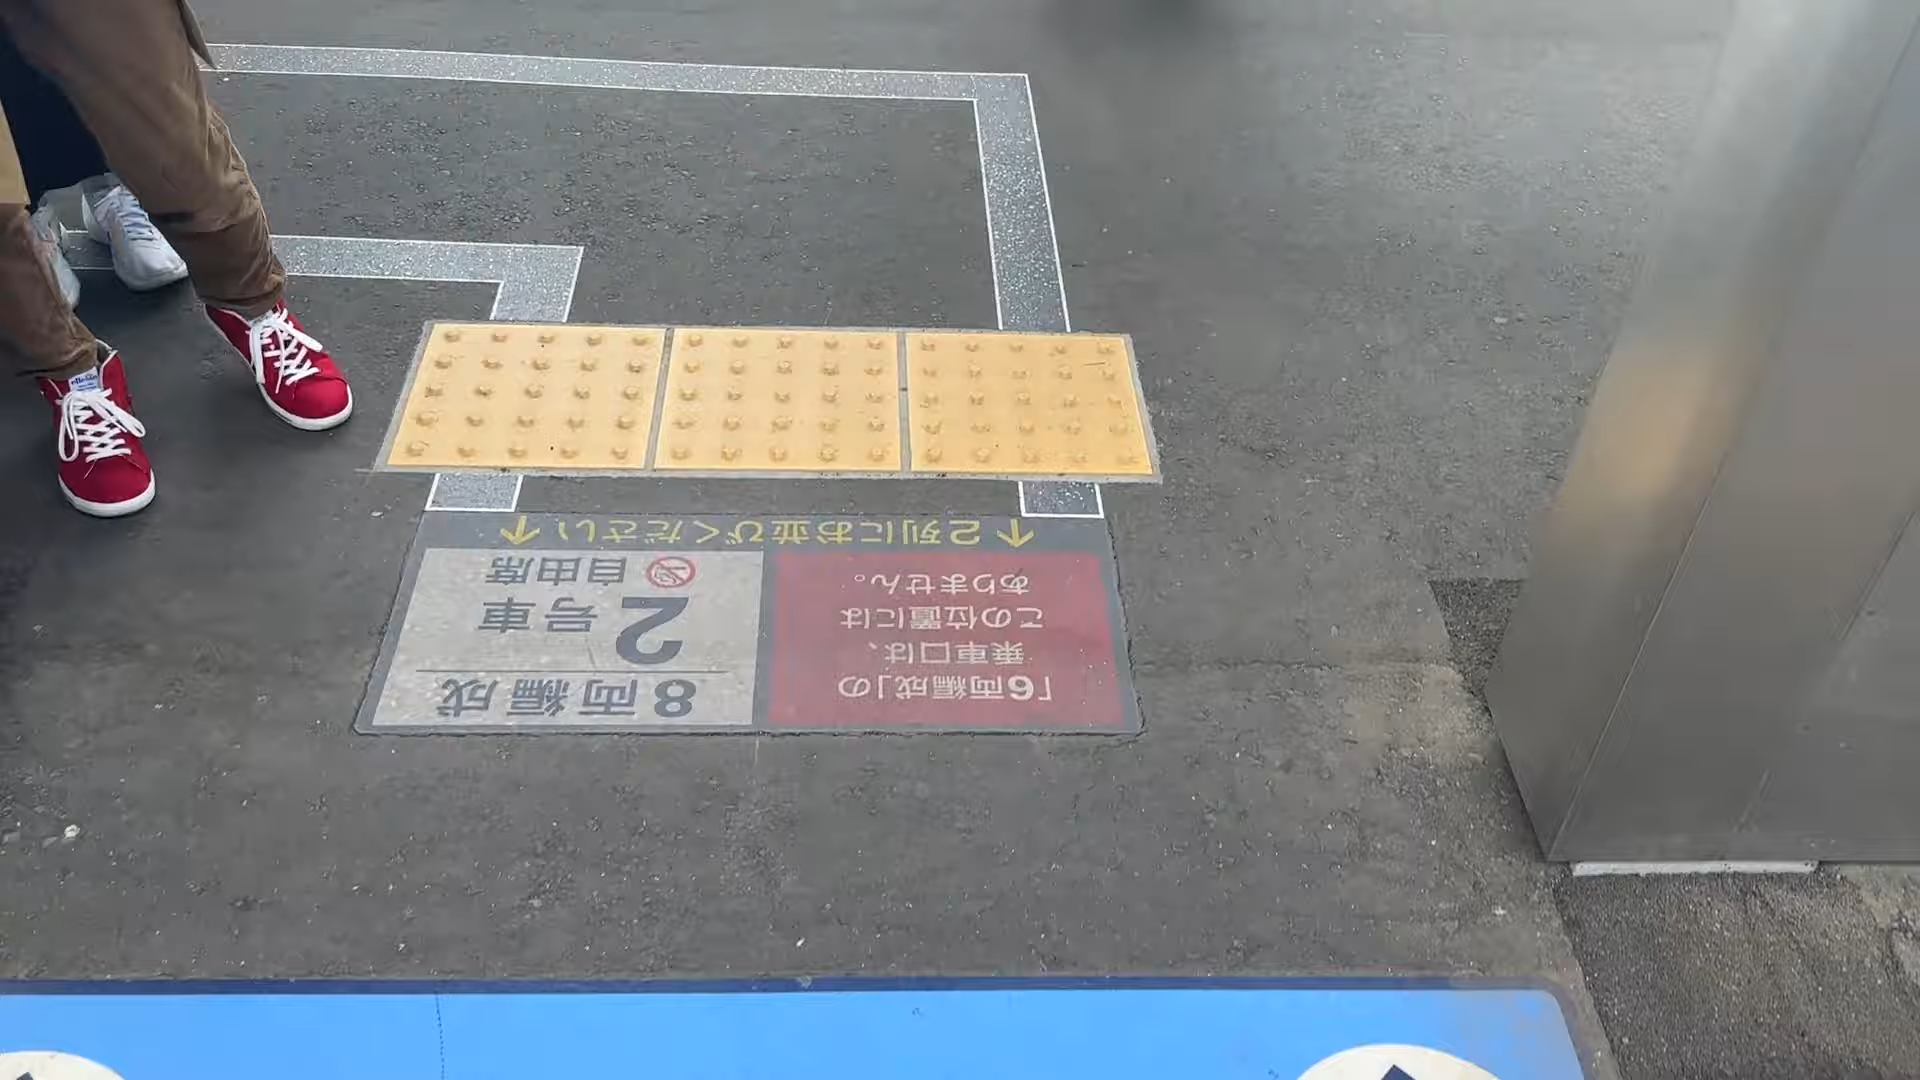 8両編成
2号車
自由席
「6両編成」の
乗車口は、
この位置には
ありません。
↑2列にお並びください↑